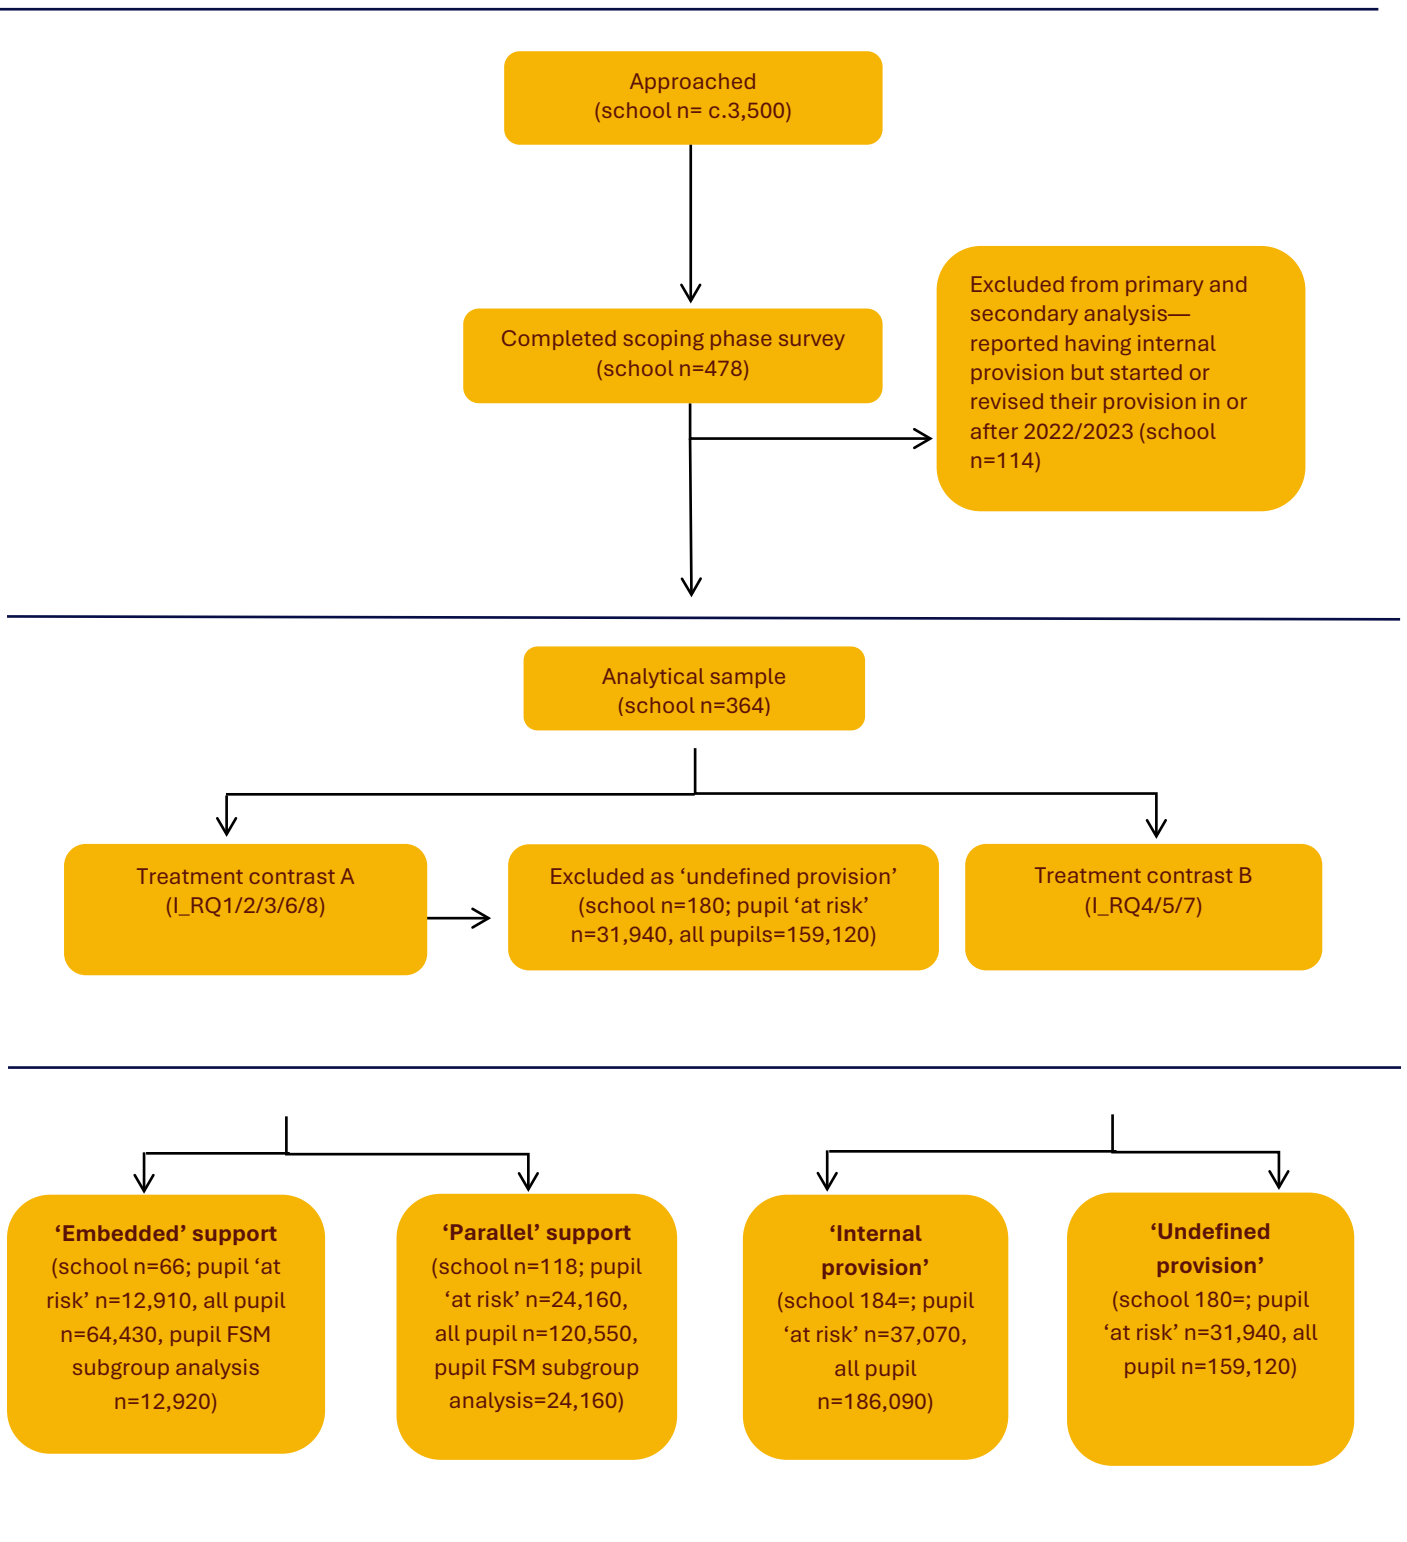 Approached
(school n= c.3,500)
Completed scoping phase survey
(school n=478)
Excluded from primary and
secondary analysis—
reported having internal
provision but started or
revised their provision in or
after 2022/2023 (school
n=114)
Analytical sample
(school n=364)
Treatment contrast A
(I_RQ1/2/3/6/8)
Excluded as ‘undefined provision’
(school n=180; pupil ‘at risk’
n=31,940, all pupils=159,120)
Treatment contrast B
(I_RQ4/5/7)
‘Embedded’ support
(school n=66; pupil ‘at
risk’ n=12,910, all pupil
n=64,430, pupil FSM
subgroup analysis
n=12,920)
‘Parallel’ support
(school n=118; pupil
‘at risk’ n=24,160,
all pupil n=120,550,
pupil FSM subgroup
analysis=24,160)
‘Internal
provision’
(school 184=; pupil
‘at risk’ n=37,070,
all pupil
n=186,090)
‘Undefined
provision’
(school 180=; pupil
‘at risk’ n=31,940, all
pupil n=159,120)